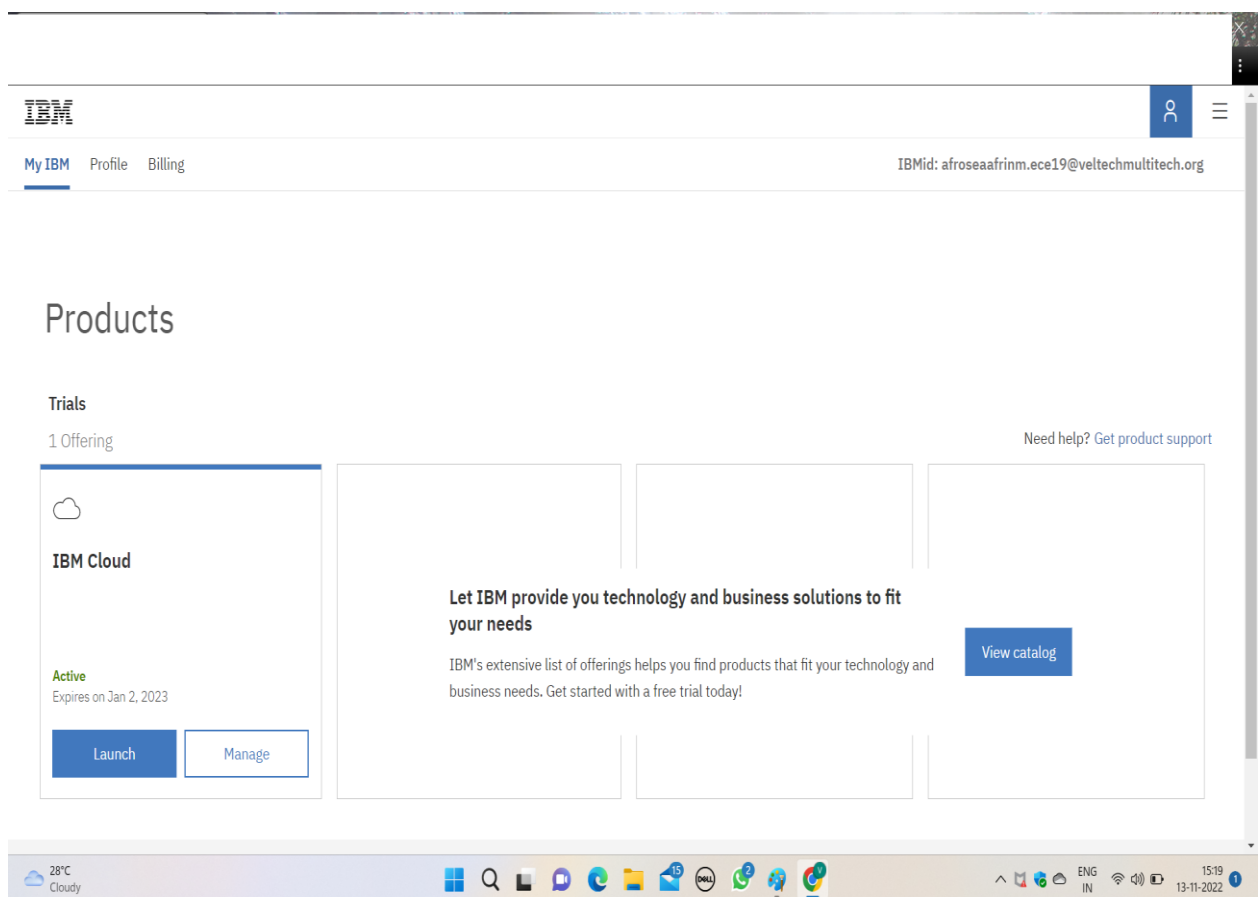 IBM
My IBM Profile Billing IBMid: afroseaafrinm.ece19@veltechmultitech.org
Products
Trials
1 Offering
Need help? Get product support
IBM Cloud
Active
Expires on Jan 2, 2023
Launch Manage
Let IBM provide you technology and business solutions to fit
your needs
IBM's extensive list of offerings helps you find products that fit your technology and
business needs. Get started with a free trial today!
View catalog
28°C
Cloudy
15
DELL
2
V
ENG
IN
15:19
13-11-2022
1